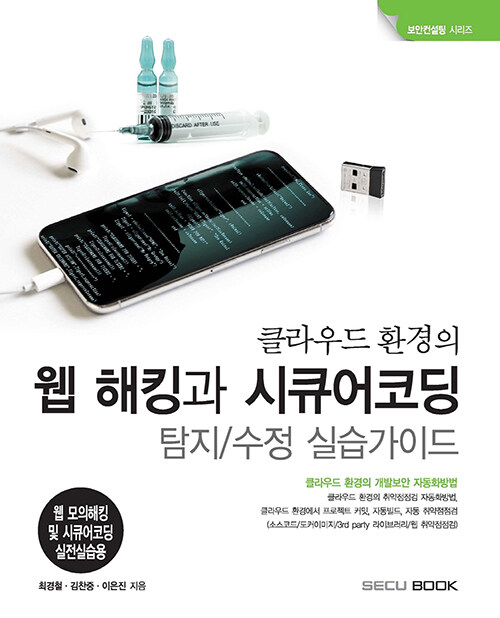 보안컨설팅 시리즈
DISCARD AFTER USE
클라우드 환경의
웹 해킹과 시큐어코딩
탐지/수정 실습가이드
클라우드 환경의 개발보안 자동화방법
클라우드 환경의 취약점점검 자동화방법,
클라우드 환경에서 프로젝트 커밋, 자동빌드, 자동 취약점점검
(소스코드/도커이미지/3rd party 라이브러리/웹 취약점점검)
웹 모의해킹
및 시큐어코딩
실전실습용
최경철 · 김찬중 · 이은진 지음
SECU BOOK